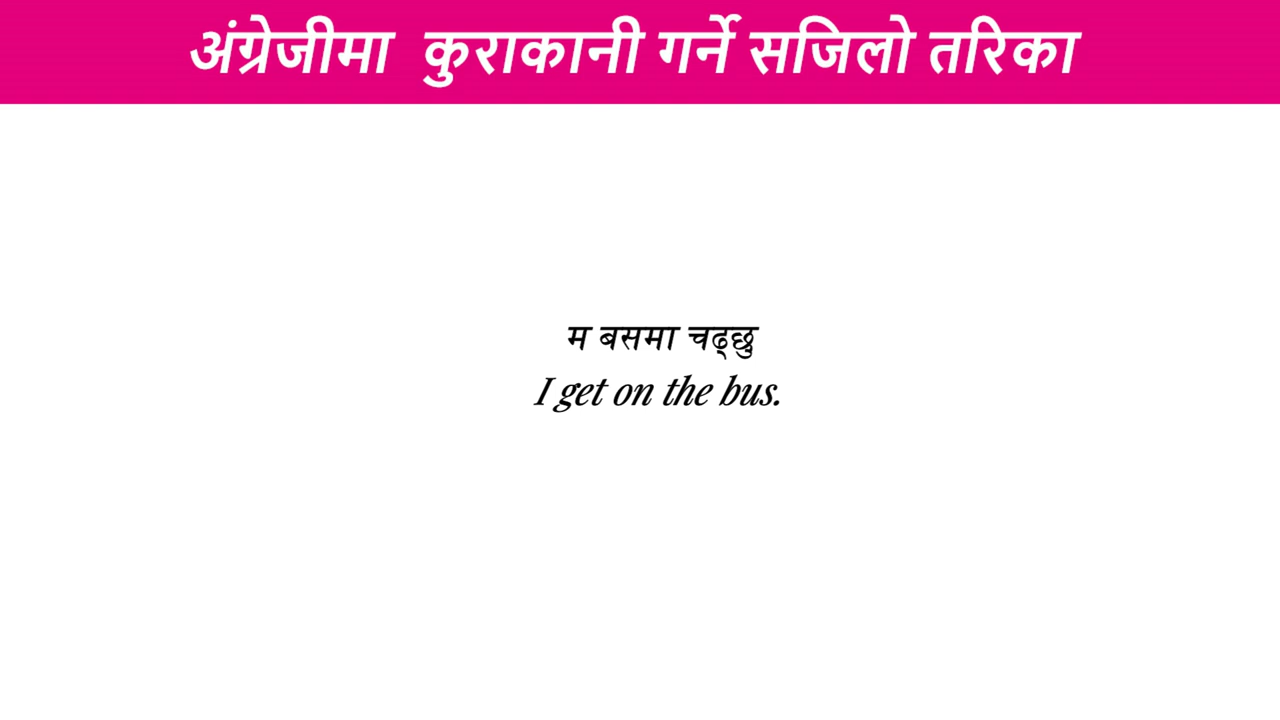 अंग्रेजीमा कुराकानी गर्ने सजिलो तरिका
म बसमा चढ्छु
I get on the bus.